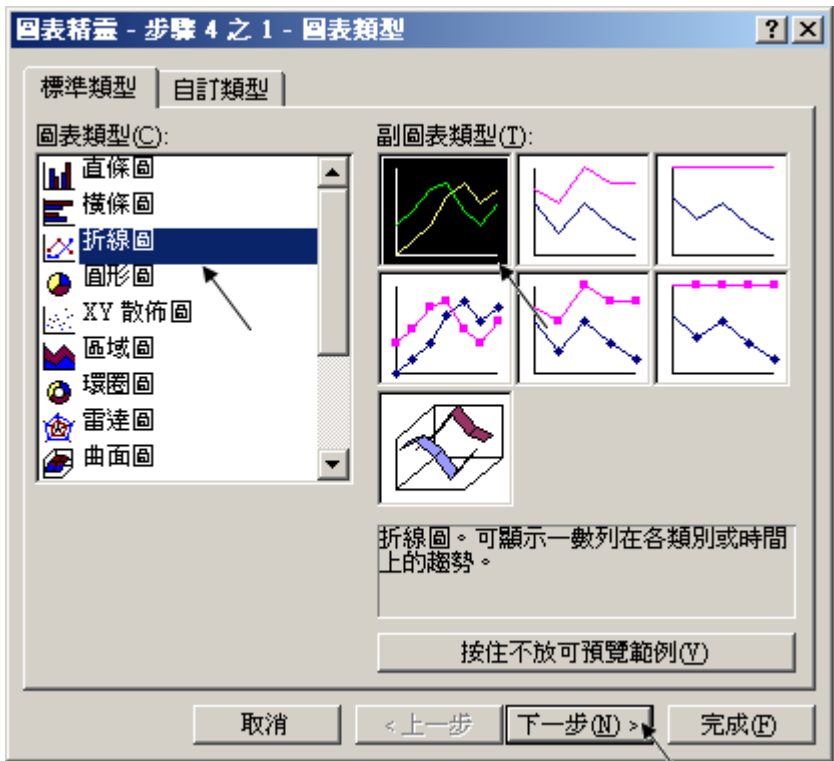 圖表精靈 - 步驟 4 之 1 - 圖表類型
標準類型
自訂類型
圖表類型(C):
直條圖
橫條圖
折線圖
圓形圖
XY 散佈圖
區域圖
環圈圖
雷達圖
曲面圖
副圖表類型(T):
折線圖。可顯示一數列在各類別或時間
上的趨勢。
按住不放可預覽範例(V)
取消
<上一步
下一步(N) >
完成(F)